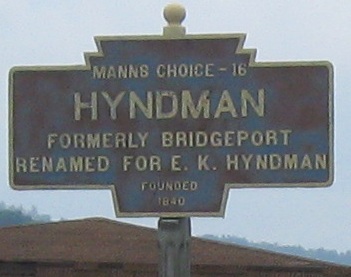 MANNS CHOICE - 16
HYNDMAN
FORMERLY BRIDGEPORT
RENAMED FOR E. K. HYNDMAN
FOUNDED
1840